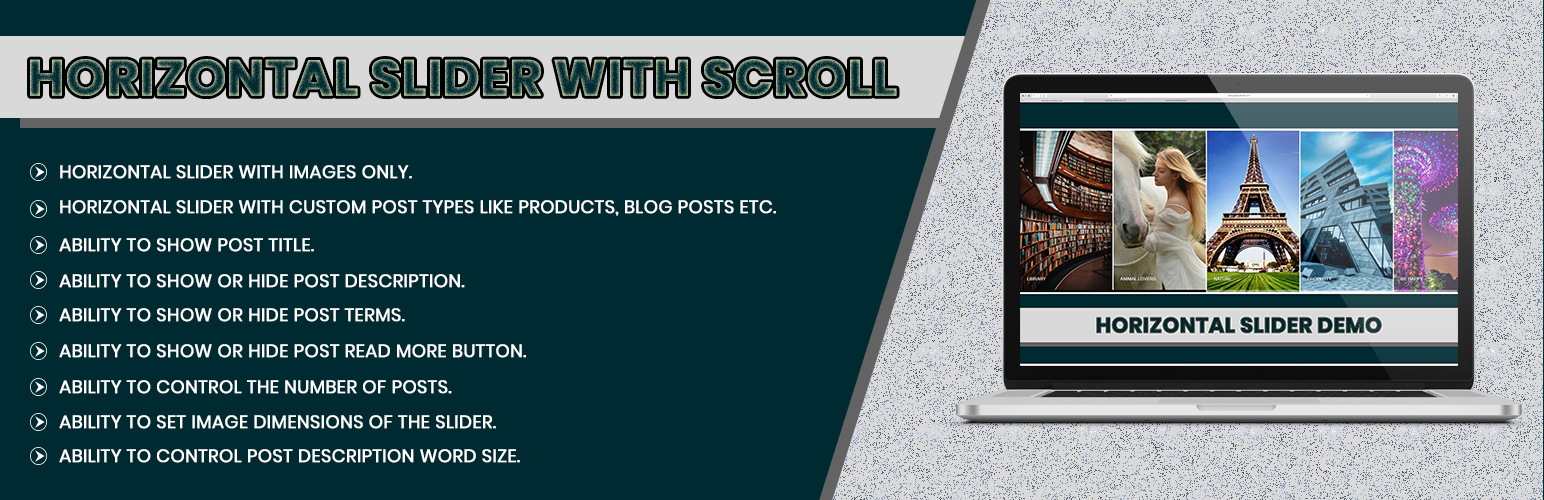 HORIZONTAL SLIDER WITH SCROLL
HORIZONTAL SLIDER WITH IMAGES ONLY.
HORIZONTAL SLIDER WITH CUSTOM POST TYPES LIKE PRODUCTS, BLOG POSTS ETC.
ABILITY TO SHOW POST TITLE.
ABILITY TO SHOW OR HIDE POST DESCRIPTION.
ABILITY TO SHOW OR HIDE POST TERMS.
ABILITY TO SHOW OR HIDE POST READ MORE BUTTON.
ABILITY TO CONTROL THE NUMBER OF POSTS.
ABILITY TO SET IMAGE DIMENSIONS OF THE SLIDER.
ABILITY TO CONTROL POST DESCRIPTION WORD SIZE.
LIBRARY
ANIMAL LOVERS
NATURE
BE HAPPY
HORIZONTAL SLIDER DEMO